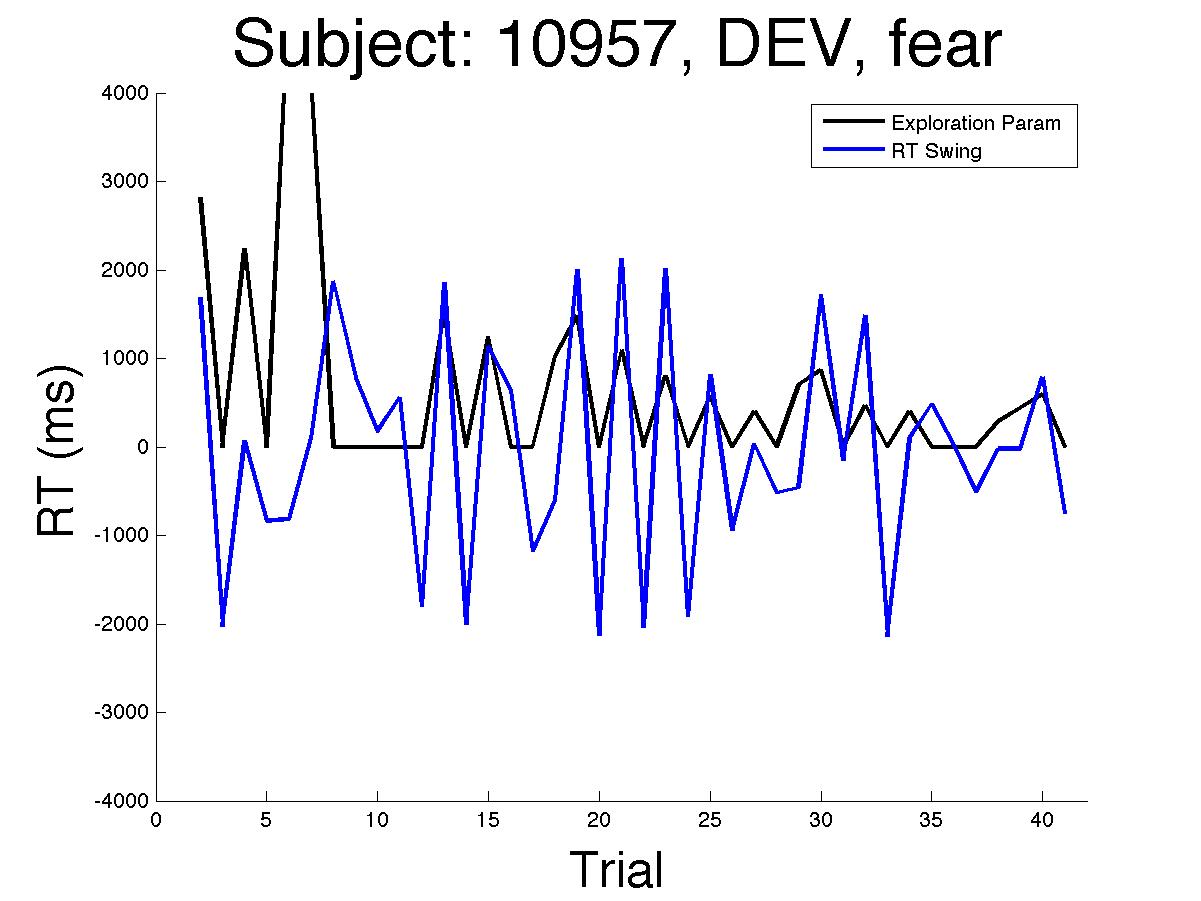 Subject: 10957, DEV, fear
Exploration Param
RT Swing
4000
3000
2000
1000
0
-1000
-2000
-3000
-4000
RT (ms)
0 5 10 15 20 25 30 35 40
Trial